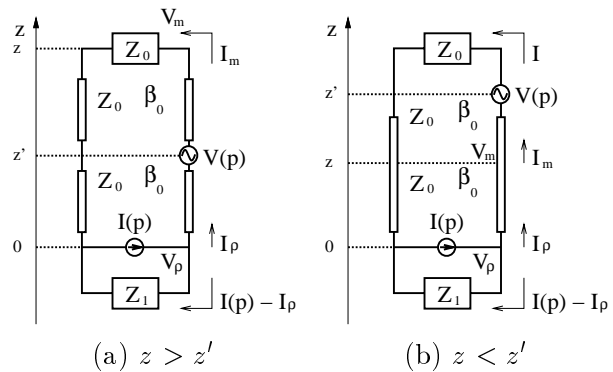 z
z
V_m
Z_0
I_m
Z_0
β_0
z'
V(p)
Z_0
β_0
I(p)
0
I_ρ
V_ρ
Z_1
I(p) − I_ρ
(a) z > z'
z
Z_0
I
z'
V(p)
Z_0
β_0
z
V_m
I_m
Z_0
β_0
I(p)
0
I_ρ
V_ρ
Z_1
I(p) − I_ρ
(b) z < z'